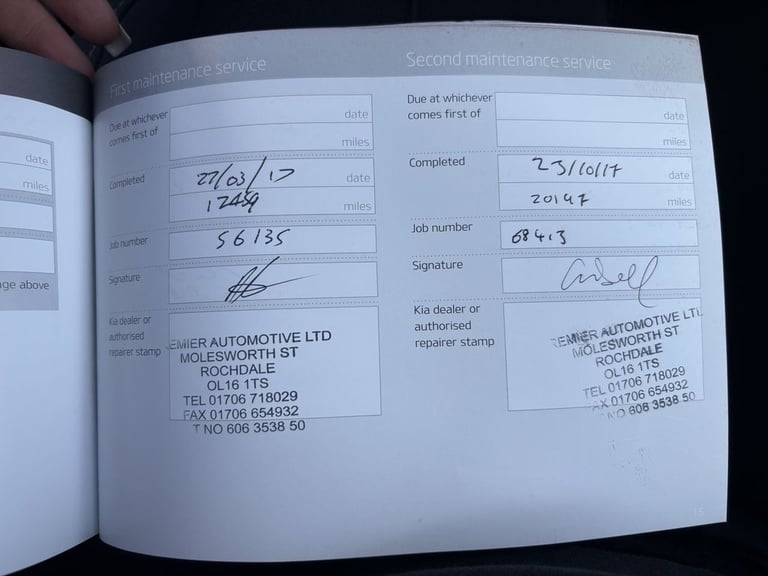 date
miles
ge above
First maintenance service
Due at whichever
comes first of
date
miles
Completed
27/03/17
date
miles
Job number
56135
Signature
Kia dealer or
authorised
repairer stamp
EMIER AUTOMOTIVE LTD
MOLESWORTH ST
ROCHDALE
OL16 1TS
TEL 01706 718029
FAX 01706 654932
T NO 606 3538 50
Second maintenance service
Due at whichever
comes first of
date
miles
Completed
23/10/17
date
20197
miles
Job number
68413
Signature
Kia dealer or
authorised
repairer stamp
EMIER AUTOMOTIVE LTD
MOLESWORTH ST
ROCHDALE
OL16 1TS
TEL 01706 718029
AX 01706 654932
NO 606 3538 50
15